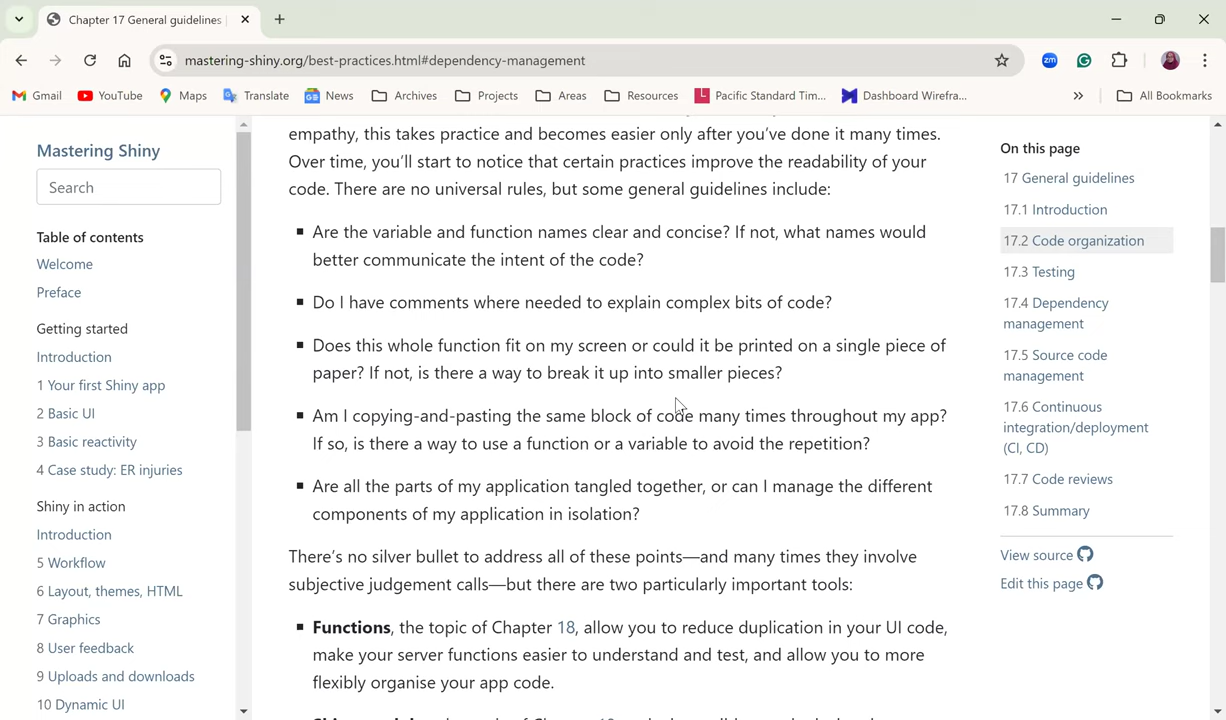 Chapter 17 General guidelines
mastering-shiny.org/best-practices.html#dependency-management
zm
Gmail
YouTube
Maps
Translate
News
Archives
Projects
Areas
Resources
Pacific Standard Tim...
Dashboard Wirefra...
»
All Bookmarks
Mastering Shiny
Search
Table of contents
Welcome
Preface
Getting started
Introduction
1 Your first Shiny app
2 Basic UI
3 Basic reactivity
4 Case study: ER injuries
Shiny in action
Introduction
5 Workflow
6 Layout, themes, HTML
7 Graphics
8 User feedback
9 Uploads and downloads
10 Dynamic UI
empathy, this takes practice and becomes easier only after you've done it many times.
Over time, you'll start to notice that certain practices improve the readability of your
code. There are no universal rules, but some general guidelines include:
▪ Are the variable and function names clear and concise? If not, what names would
better communicate the intent of the code?
▪ Do I have comments where needed to explain complex bits of code?
▪ Does this whole function fit on my screen or could it be printed on a single piece of
paper? If not, is there a way to break it up into smaller pieces?
▪ Am I copying-and-pasting the same block of code many times throughout my app?
If so, is there a way to use a function or a variable to avoid the repetition?
▪ Are all the parts of my application tangled together, or can I manage the different
components of my application in isolation?
There's no silver bullet to address all of these points—and many times they involve
subjective judgement calls—but there are two particularly important tools:
▪ Functions, the topic of Chapter 18, allow you to reduce duplication in your UI code,
make your server functions easier to understand and test, and allow you to more
flexibly organise your app code.
On this page
17 General guidelines
17.1 Introduction
17.2 Code organization
17.3 Testing
17.4 Dependency
management
17.5 Source code
management
17.6 Continuous
integration/deployment
(CI, CD)
17.7 Code reviews
17.8 Summary
View source
Edit this page